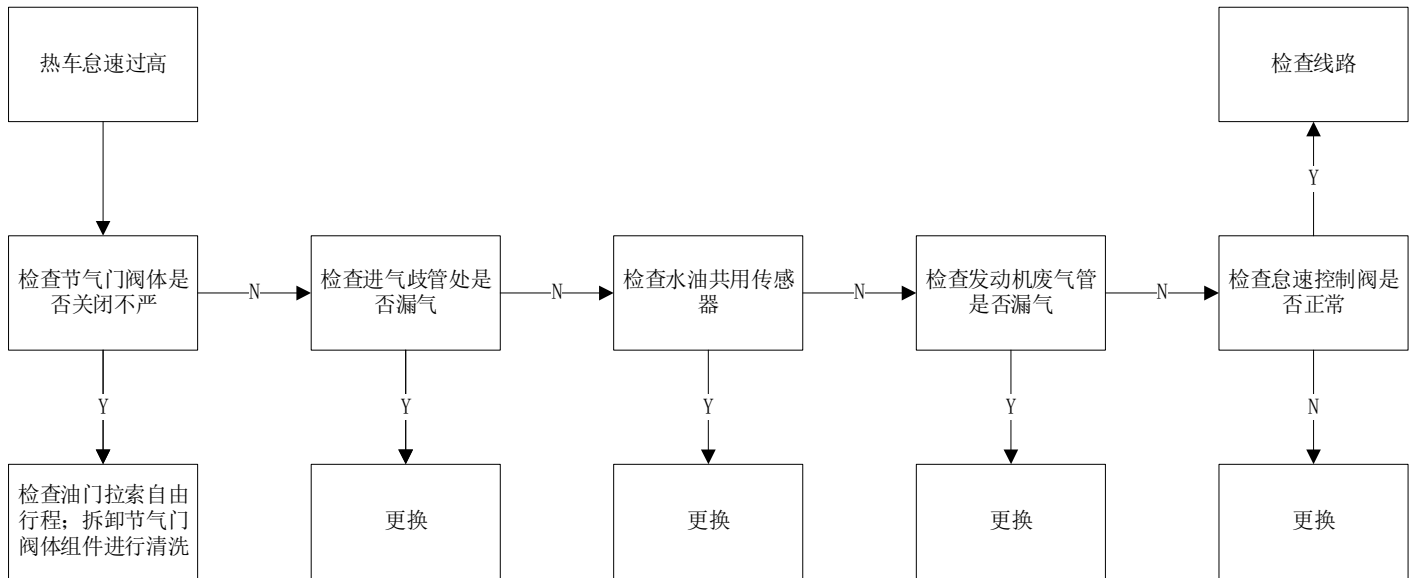 热车怠速过高
检查线路
Y
检查节气门阀体是
否关闭不严
N
检查进气歧管处是
否漏气
N
检查水油共用传感
器
N
检查发动机废气管
是否漏气
N
检查怠速控制阀是
否正常
Y
Y
Y
Y
N
检查油门拉索自由
行程；拆卸节气门
阀体组件进行清洗
更换
更换
更换
更换